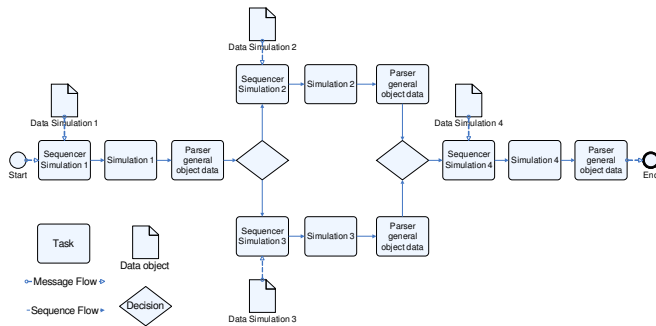 Data Simulation 2
Sequencer
Simulation 2
Simulation 2
Parser
general
object data
Data Simulation 1
Data Simulation 4
Start
Sequencer
Simulation 1
Simulation 1
Parser
general
object data
Sequencer
Simulation 4
Simulation 4
Parser
general
object data
End
Sequencer
Simulation 3
Simulation 3
Parser
general
object data
Data Simulation 3
Task
Data object
Message Flow
Sequence Flow
Decision